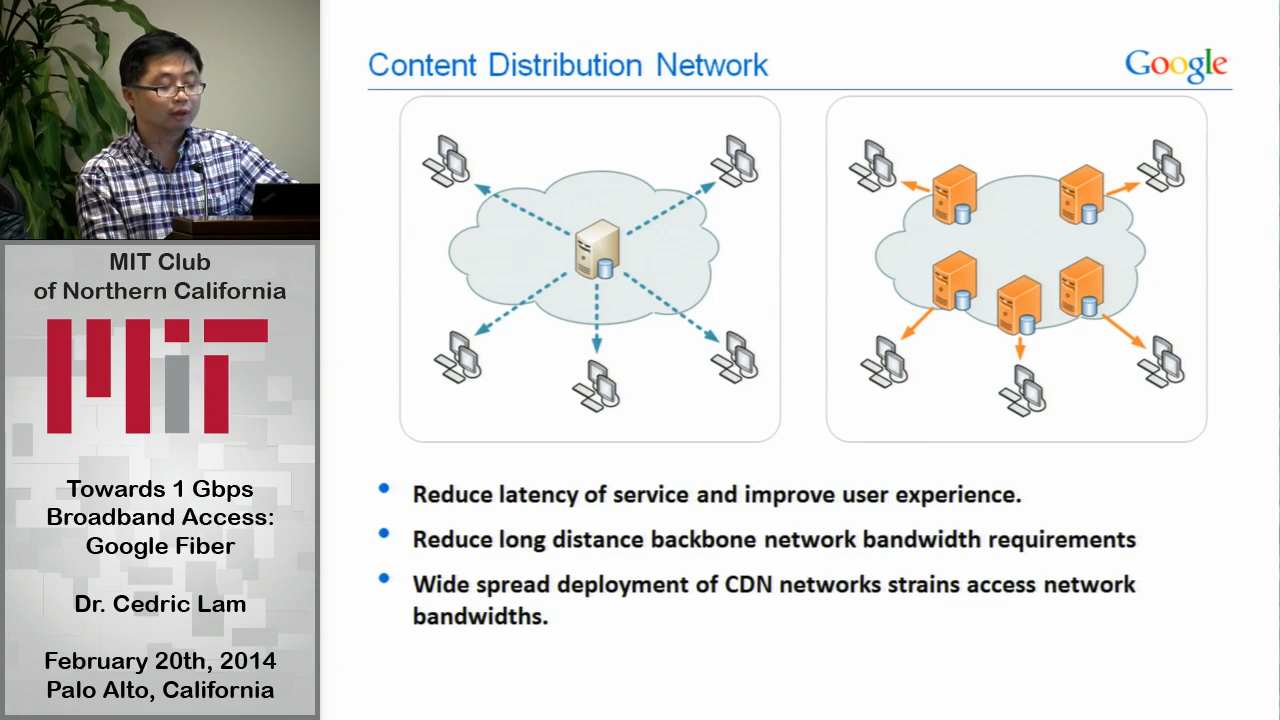 Content Distribution Network
Google
MIT Club
of Northern California
MIT
Towards 1 Gbps
Broadband Access:
Google Fiber
Dr. Cedric Lam
February 20th, 2014
Palo Alto, California
• Reduce latency of service and improve user experience.
• Reduce long distance backbone network bandwidth requirements
• Wide spread deployment of CDN networks strains access network
bandwidths.